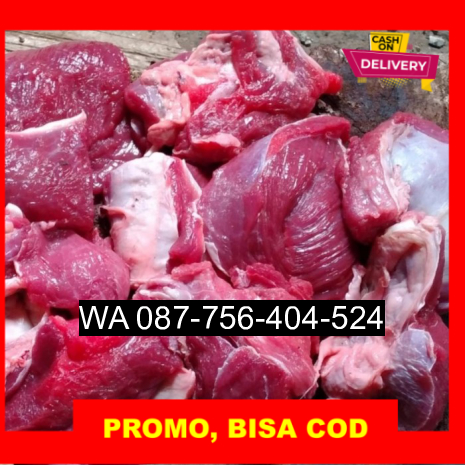 CASH
ON
DELIVERY
WA 087-756-404-524
PROMO, BISA COD